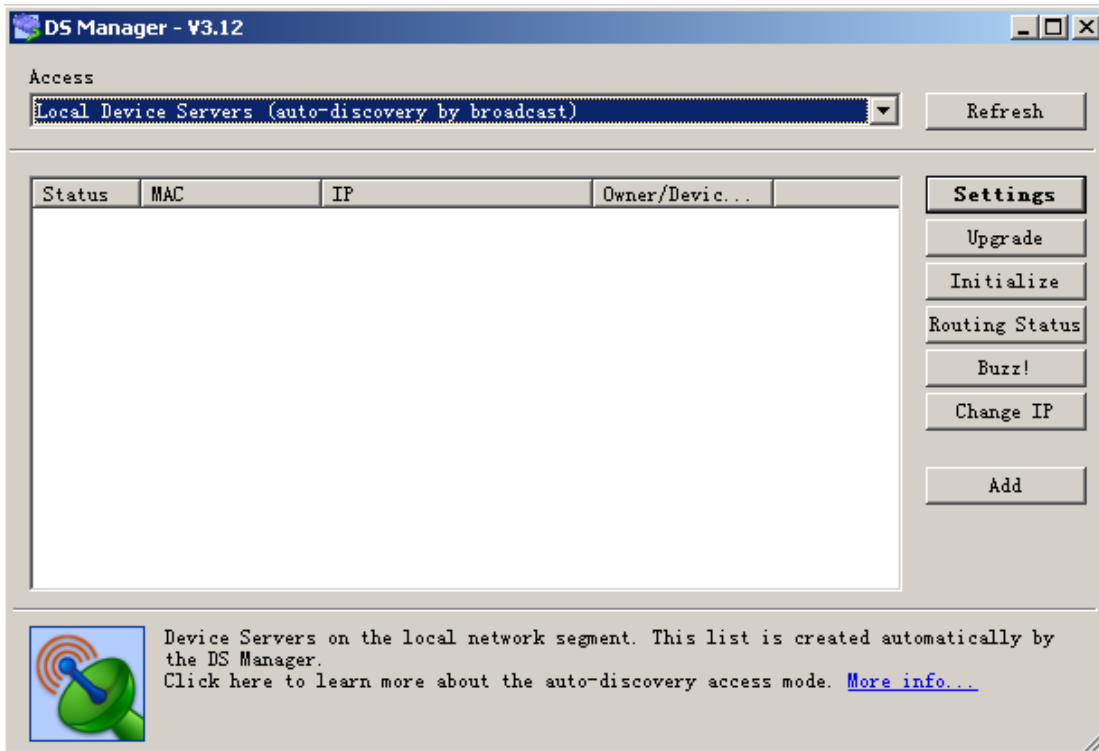 DS Manager - V3.12
Access
Local Device Servers (auto-discovery by broadcast)
Refresh
Status MAC IP Owner/Devic...
Settings
Upgrade
Initialize
Routing Status
Buzz!
Change IP
Add
Device Servers on the local network segment. This list is created automatically by
the DS Manager.
Click here to learn more about the auto-discovery access mode. More info...